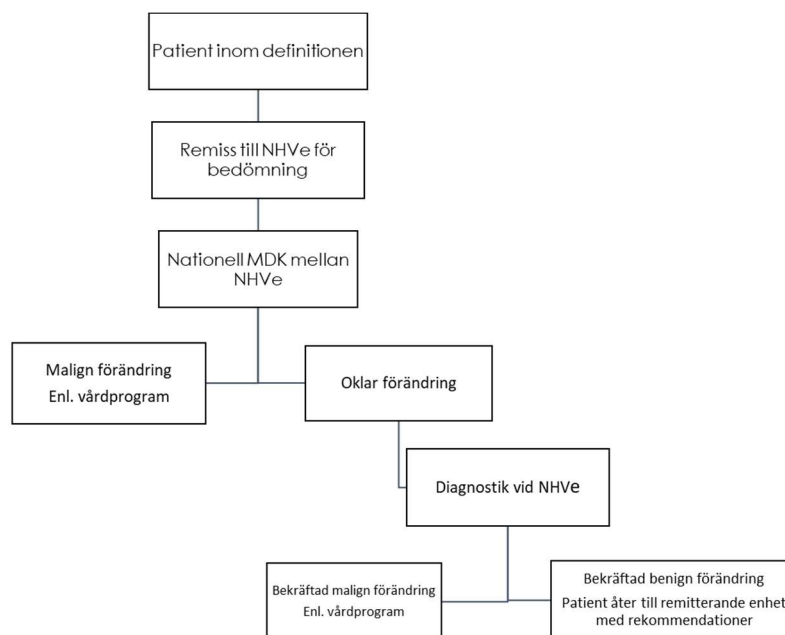 Patient inom definitionen
Remiss till NHVe för
bedömning
Nationell MDK mellan
NHVe
Malign förändring
Enl. vårdprogram
Oklar förändring
Diagnostik vid NHVe
Bekräftad malign förändring
Enl. vårdprogram
Bekräftad benign förändring
Patient åter till remitterande enhet
med rekommendationer